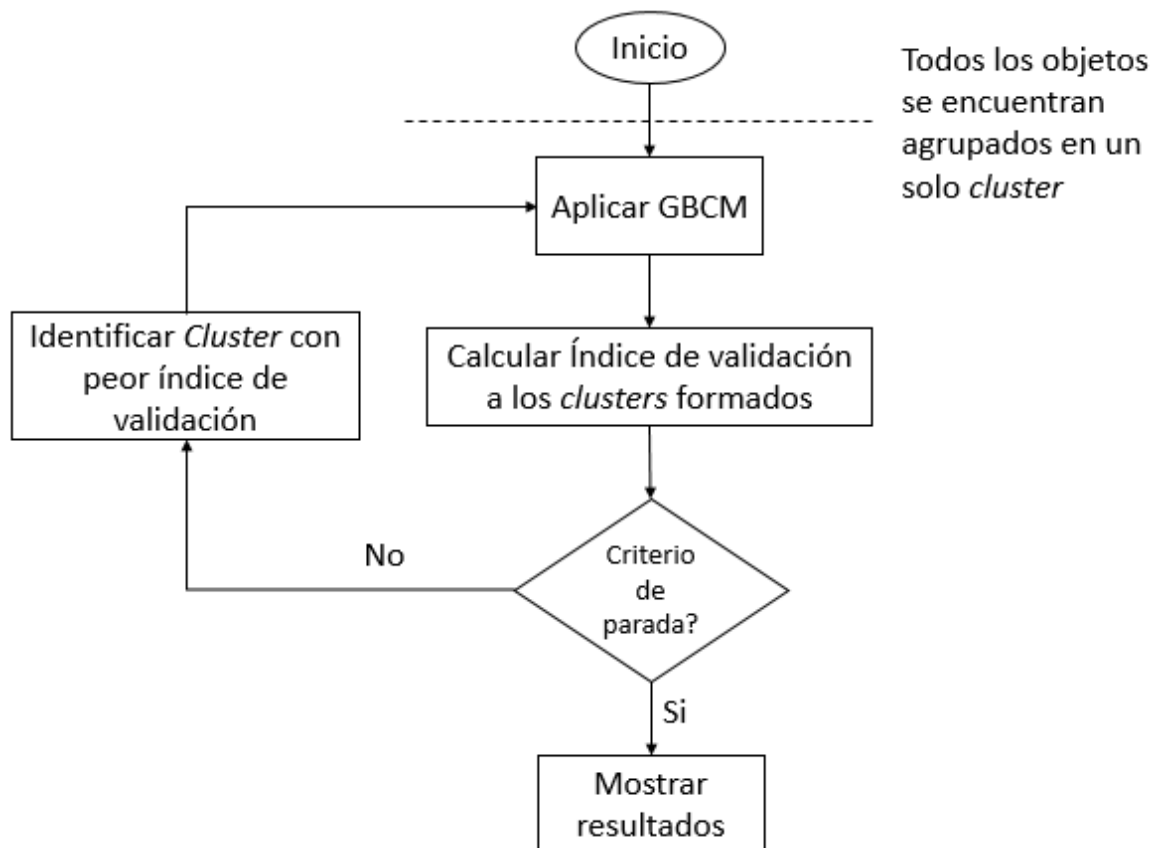 Inicio
Todos los objetos
se encuentran
agrupados en un
solo cluster
Aplicar GBCM
Identificar Cluster con
peor índice de
validación
Calcular Índice de validación
a los clusters formados
No
Criterio
de
parada?
Si
Mostrar
resultados